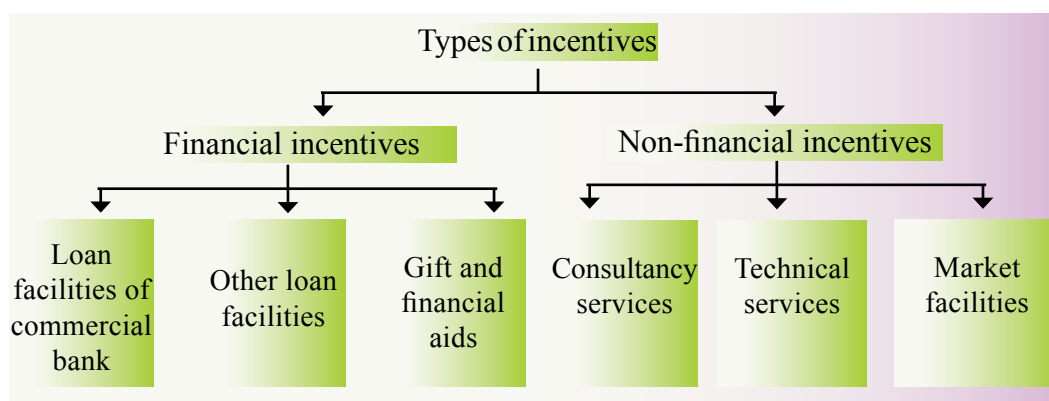 Types of incentives
Financial incentives
Non-financial incentives
Loan
facilities of
commercial
bank
Other loan
facilities
Gift and
financial
aids
Consultancy
services
Technical
services
Market
facilities